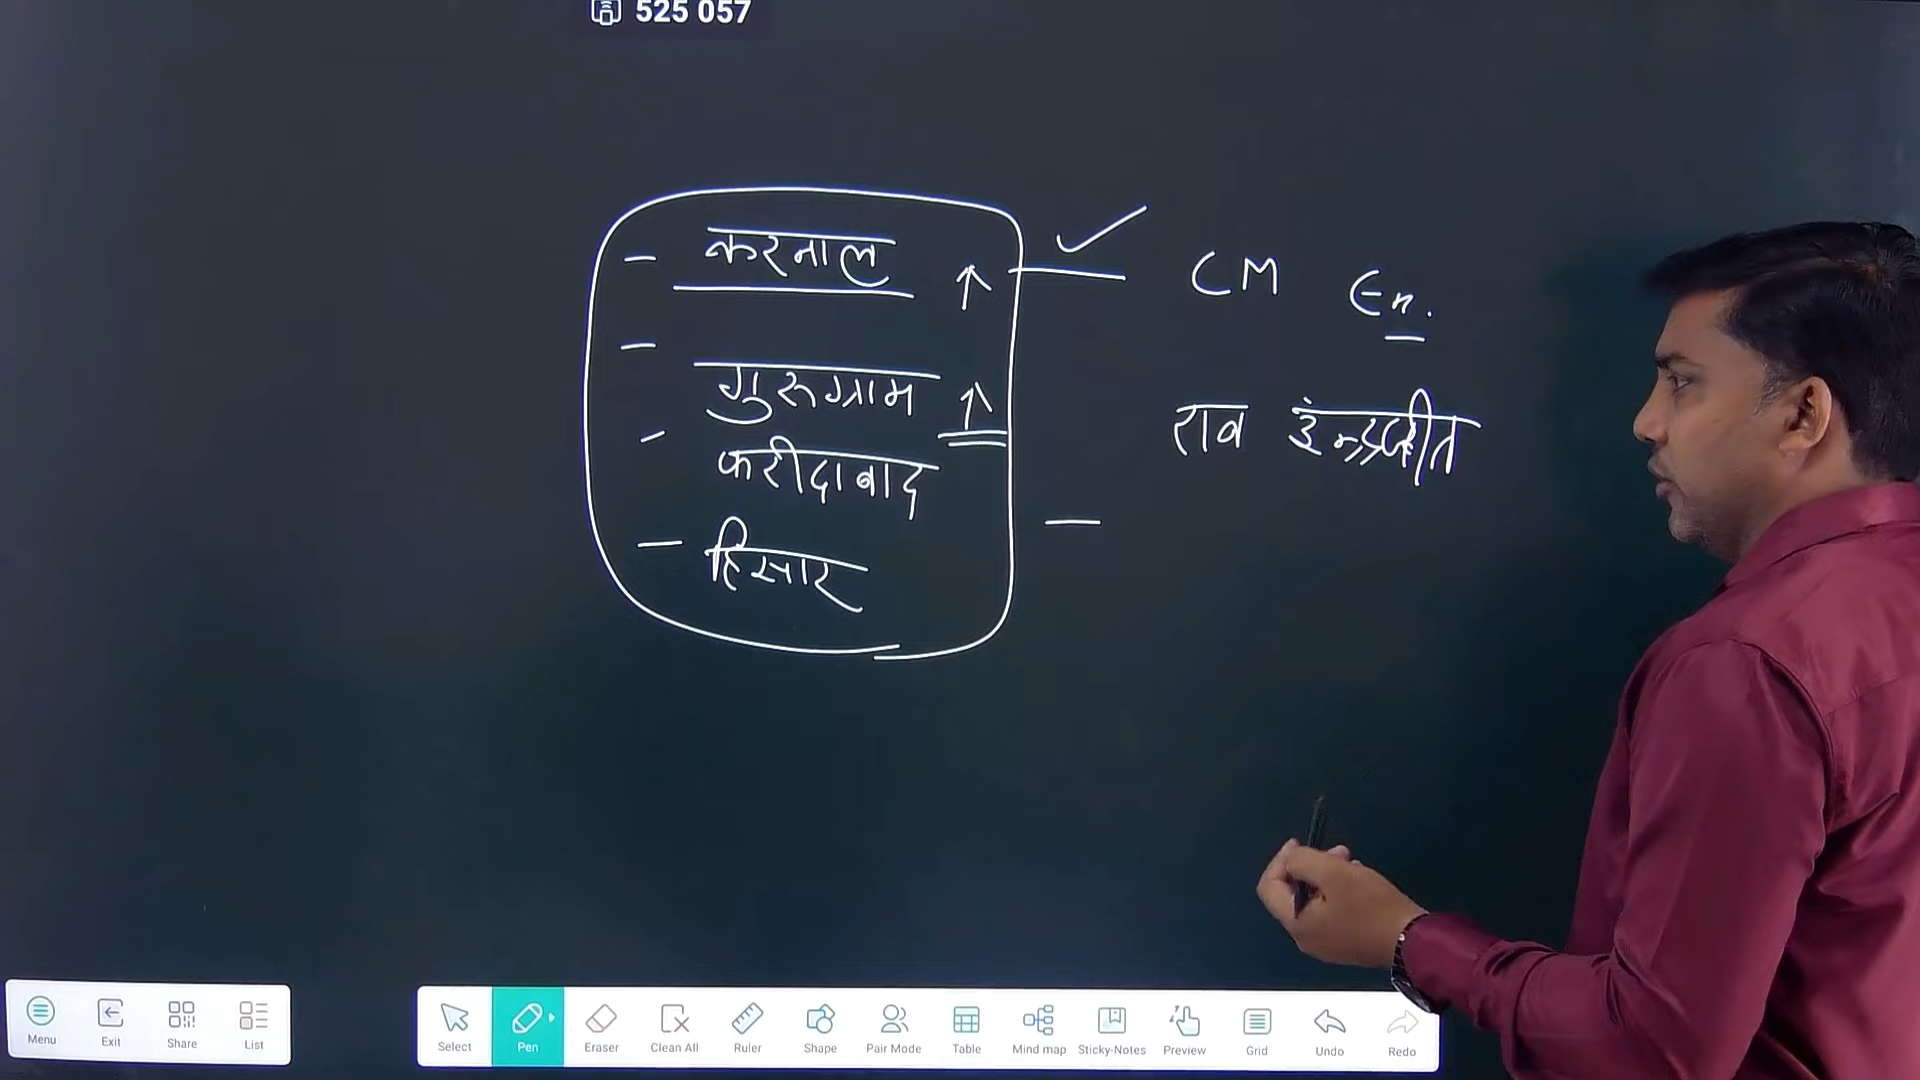 525 057
– करनाल ↑ ✓ CM En.
– गुरुग्राम ↑ राव इन्द्रजीत
– फरीदाबाद –
– हिसार
Menu Exit Share List
Select Pen Eraser Clean All Ruler Shape Pair Mode Table Mind map Sticky-Notes Preview Grid Undo Redo